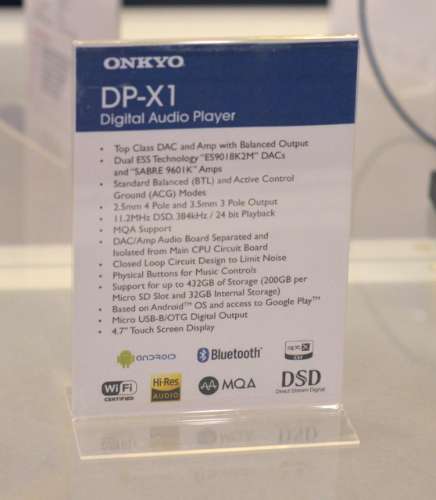 ONKYO
DP-X1
Digital Audio Player
• Top Class DAC and Amp with Balanced Output
• Dual ESS Technology "ES9018K2M" DACs
and "SABRE 9601K" Amps
• Standard Balanced (BTL) and Active Control
Ground (ACG) Modes
• 2.5mm 4 Pole and 3.5mm 3 Pole Output
• 11.2MHz DSD, 384kHz / 24 bit Playback
• MQA Support
• DAC/Amp Audio Board Separated and
Isolated from Main CPU Circuit Board
• Closed Loop Circuit Design to Limit Noise
• Physical Buttons for Music Controls
• Support for up to 432GB of Storage (200GB per
Micro SD Slot and 32GB Internal Storage)
• Based on Android™ OS and access to Google Play™
• Micro USB-B/OTG Digital Output
• 4.7" Touch Screen Display
ANDROID Bluetooth® aptX
Wi Fi CERTIFIED Hi-Res AUDIO MQA DSD
Direct Stream Digital